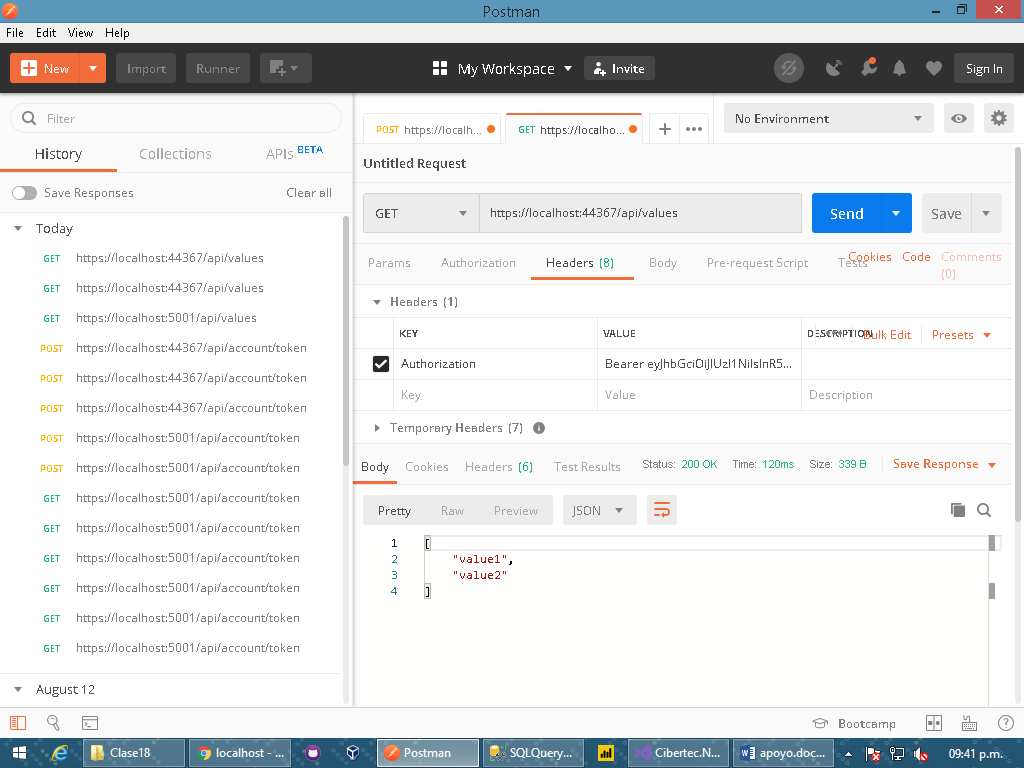 Postman
File Edit View Help
New Import Runner My Workspace Invite Sign In
Filter
History Collections APIs BETA
Save Responses Clear all
Today
GET https://localhost:44367/api/values
GET https://localhost:44367/api/values
GET https://localhost:5001/api/values
POST https://localhost:44367/api/account/token
POST https://localhost:44367/api/account/token
POST https://localhost:44367/api/account/token
POST https://localhost:5001/api/account/token
POST https://localhost:5001/api/account/token
GET https://localhost:5001/api/account/token
GET https://localhost:5001/api/account/token
GET https://localhost:5001/api/account/token
GET https://localhost:5001/api/account/token
GET https://localhost:5001/api/account/token
GET https://localhost:5001/api/account/token
August 12
POST https://localh... GET https://localho... No Environment
Untitled Request
GET https://localhost:44367/api/values Send Save
Params Authorization Headers (8) Body Pre-request Script Tests Cookies Code Comments (0)
Headers (1)
KEY VALUE DESCRIPTION Bulk Edit Presets
Authorization Bearer eyJhbGciOiJIUzI1NiIsInR5...
Key Value Description
Temporary Headers (7)
Body Cookies Headers (6) Test Results Status: 200 OK Time: 120ms Size: 339 B Save Response
Pretty Raw Preview JSON
1 [
2 "value1",
3 "value2"
4 ]
Bootcamp
Clase18 localhost - ... Postman SQLQuery... Cibertec.N... apoyo.doc... 09:41 p.m.